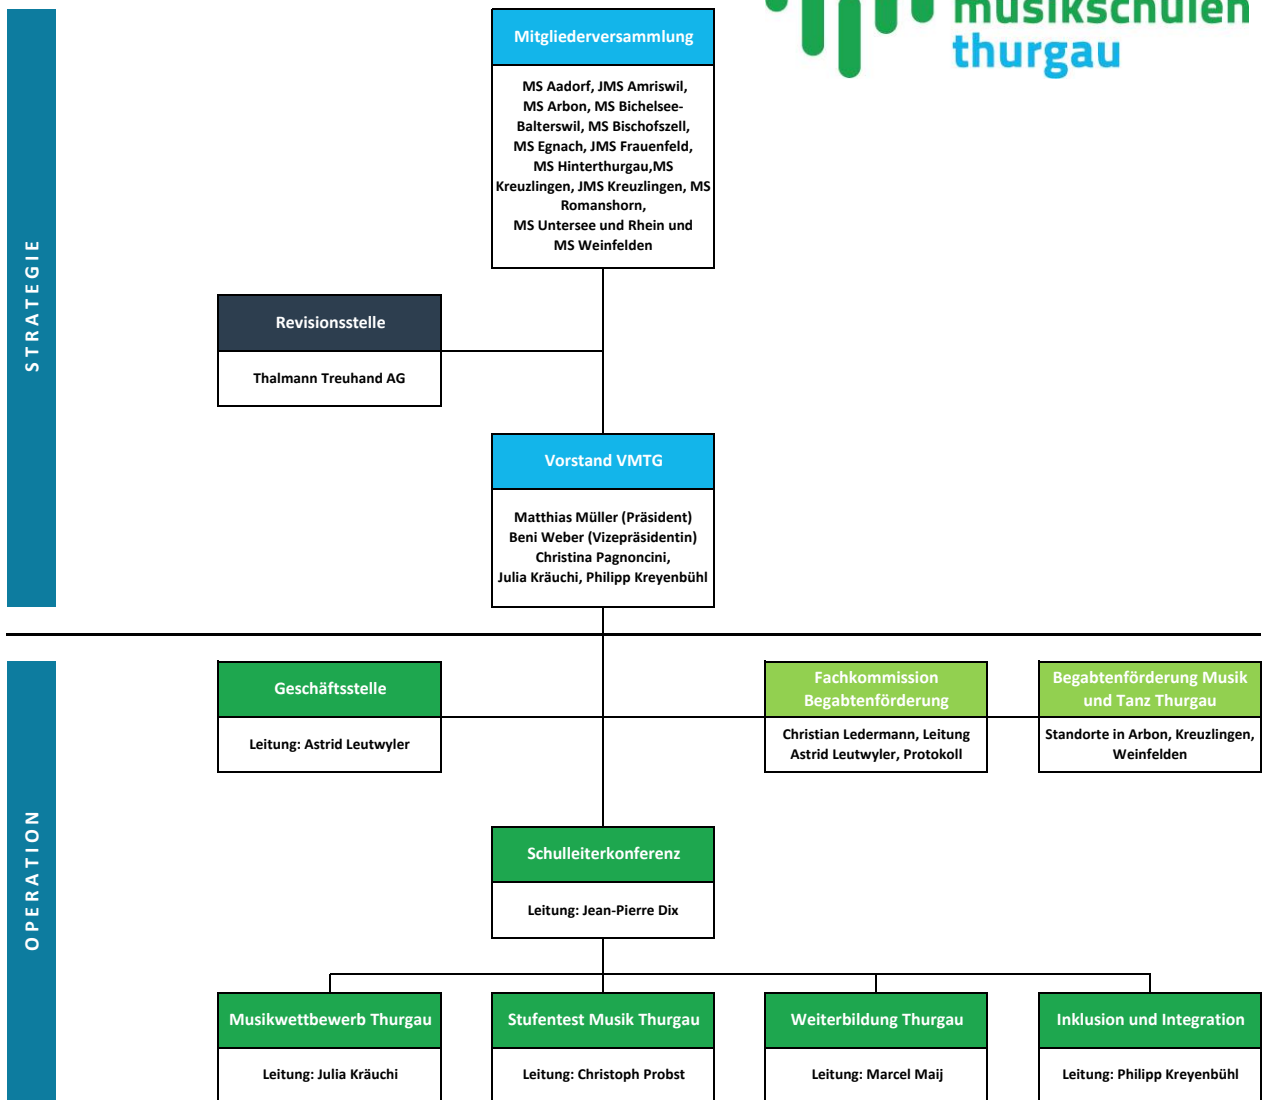 musikschulen
thurgau
STRATEGIE
Mitgliederversammlung
MS Aadorf, JMS Amriswil,
MS Arbon, MS Bichelsee-
Balterswil, MS Bischofszell,
MS Egnach, JMS Frauenfeld,
MS Hinterthurgau,MS
Kreuzlingen, JMS Kreuzlingen, MS
Romanshorn,
MS Untersee und Rhein und
MS Weinfelden
Revisionsstelle
Thalmann Treuhand AG
Vorstand VMTG
Matthias Müller (Präsident)
Beni Weber (Vizepräsidentin)
Christina Pagnoncini,
Julia Kräuchi, Philipp Kreyenbühl
OPERATION
Geschäftsstelle
Leitung: Astrid Leutwyler
Fachkommission
Begabtenförderung
Christian Ledermann, Leitung
Astrid Leutwyler, Protokoll
Begabtenförderung Musik
und Tanz Thurgau
Standorte in Arbon, Kreuzlingen,
Weinfelden
Schulleiterkonferenz
Leitung: Jean-Pierre Dix
Musikwettbewerb Thurgau
Leitung: Julia Kräuchi
Stufentest Musik Thurgau
Leitung: Christoph Probst
Weiterbildung Thurgau
Leitung: Marcel Maij
Inklusion und Integration
Leitung: Philipp Kreyenbühl